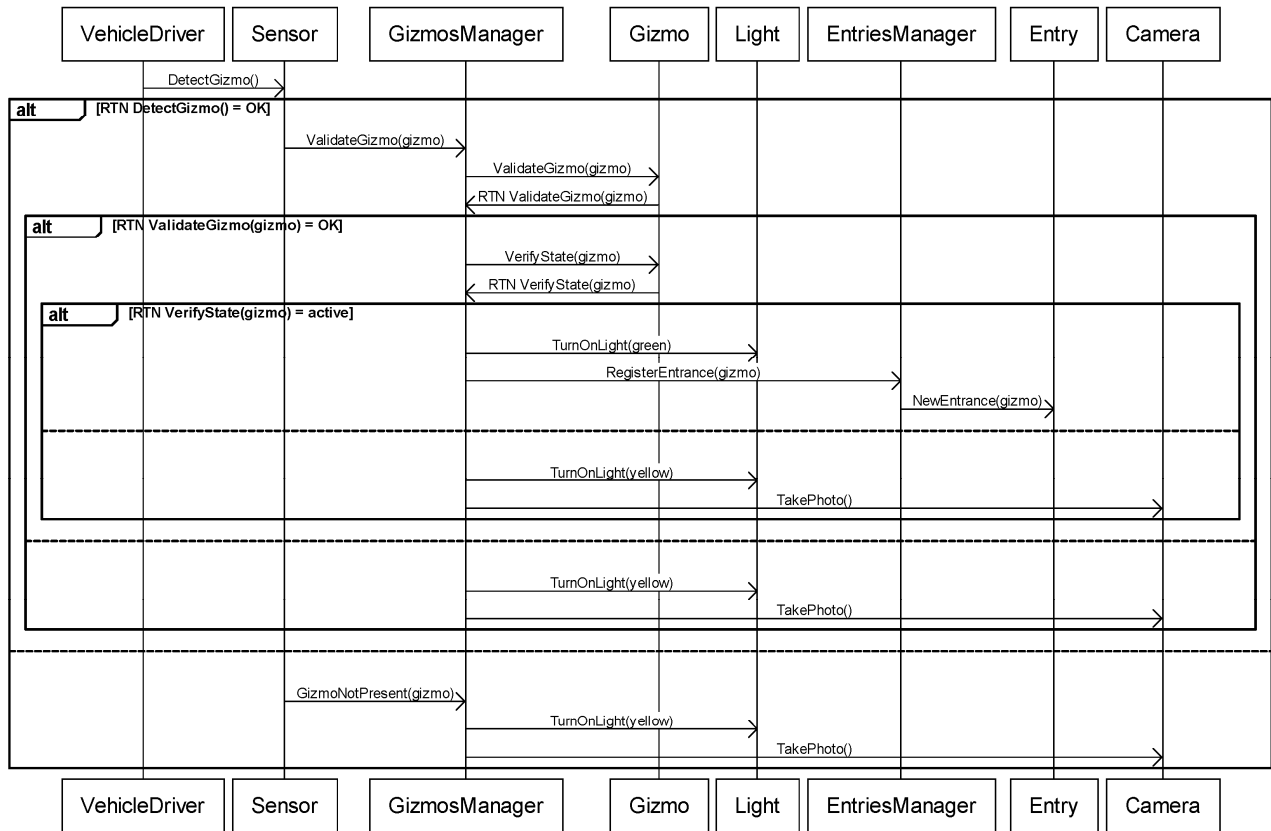 VehicleDriver Sensor GizmosManager Gizmo Light EntriesManager Entry Camera
DetectGizmo()
alt [RTN DetectGizmo() = OK]
ValidateGizmo(gizmo)
ValidateGizmo(gizmo)
RTN ValidateGizmo(gizmo)
alt [RTN ValidateGizmo(gizmo) = OK]
VerifyState(gizmo)
RTN VerifyState(gizmo)
alt [RTN VerifyState(gizmo) = active]
TurnOnLight(green)
RegisterEntrance(gizmo)
NewEntrance(gizmo)
TurnOnLight(yellow)
TakePhoto()
TurnOnLight(yellow)
TakePhoto()
GizmoNotPresent(gizmo)
TurnOnLight(yellow)
TakePhoto()
VehicleDriver Sensor GizmosManager Gizmo Light EntriesManager Entry Camera